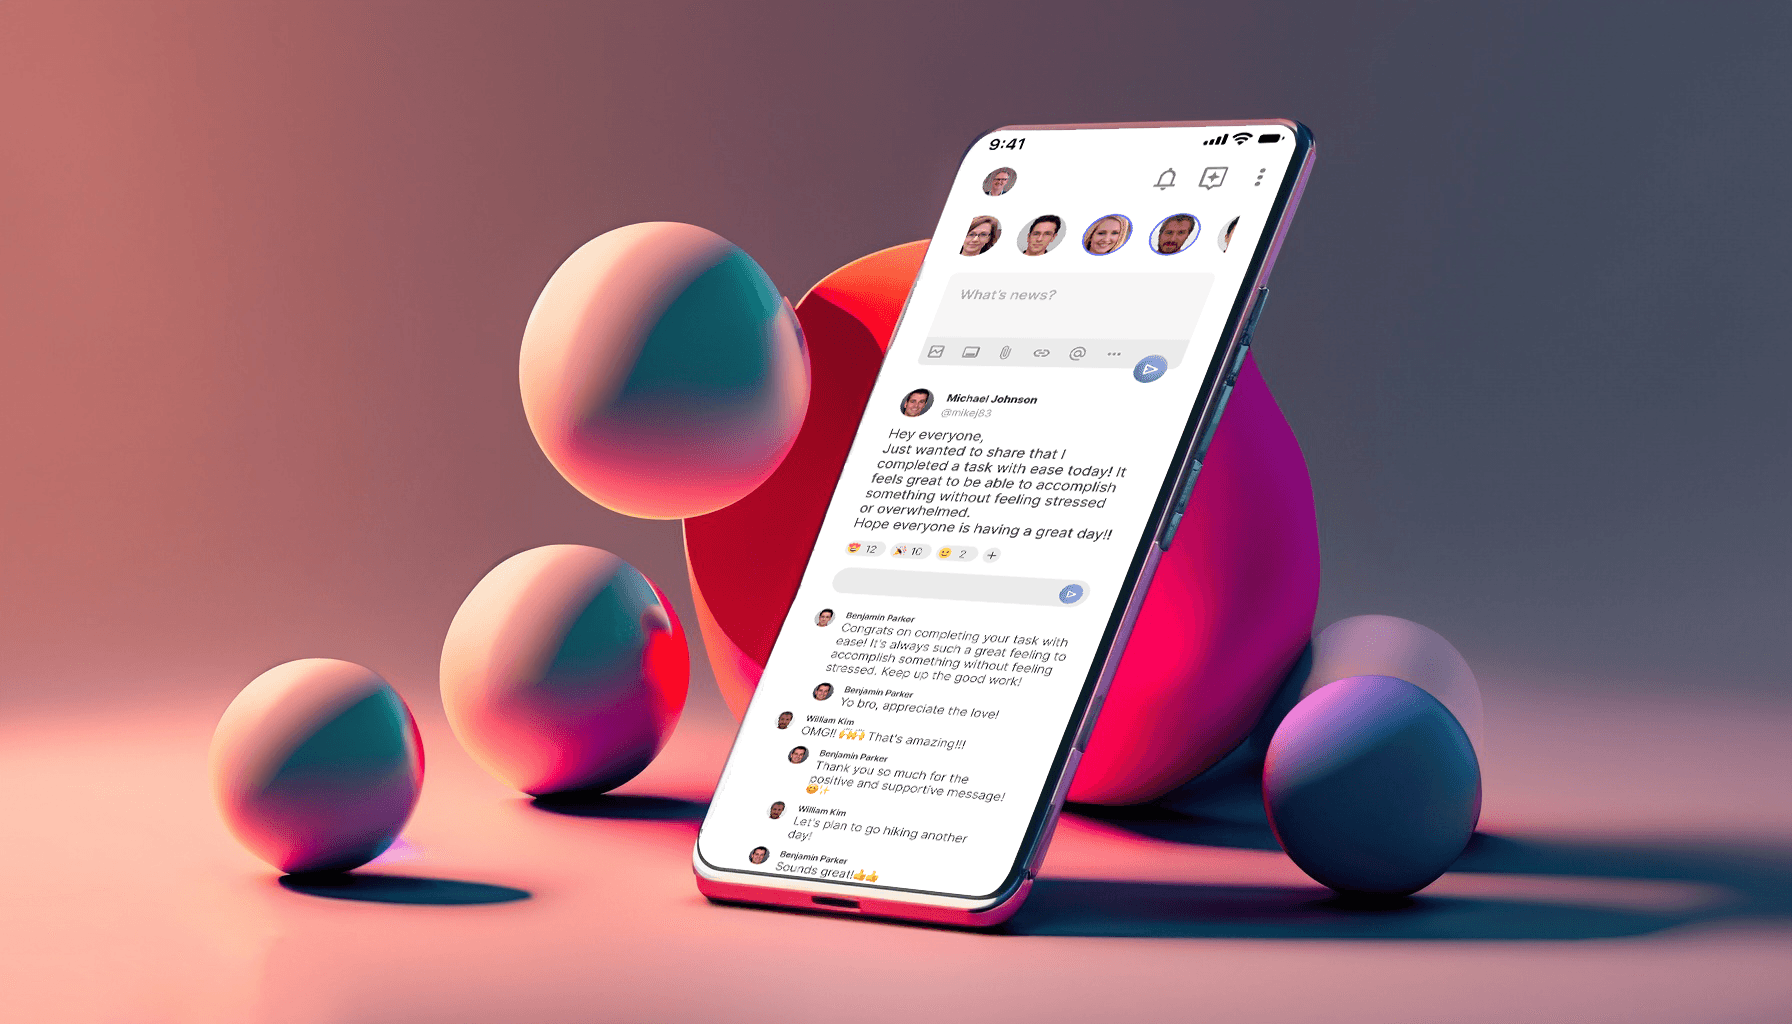 9:41
What's news?
Michael Johnson
@mikej83
Hey everyone,
Just wanted to share that I
completed a task with ease today! It
feels great to be able to accomplish
something without feeling stressed
or overwhelmed.
Hope everyone is having a great day!!
12 10 2 +
Benjamin Parker
Congrats on completing your task with
ease! It's always such a great feeling to
accomplish something without feeling
stressed. Keep up the good work!
Benjamin Parker
Yo bro, appreciate the love!
William Kim
OMG!! 🙌🙌 That's amazing!!!
Benjamin Parker
Thank you so much for the
positive and supportive message!
😊✨
William Kim
Let's plan to go hiking another
day!
Benjamin Parker
Sounds great!👍👍